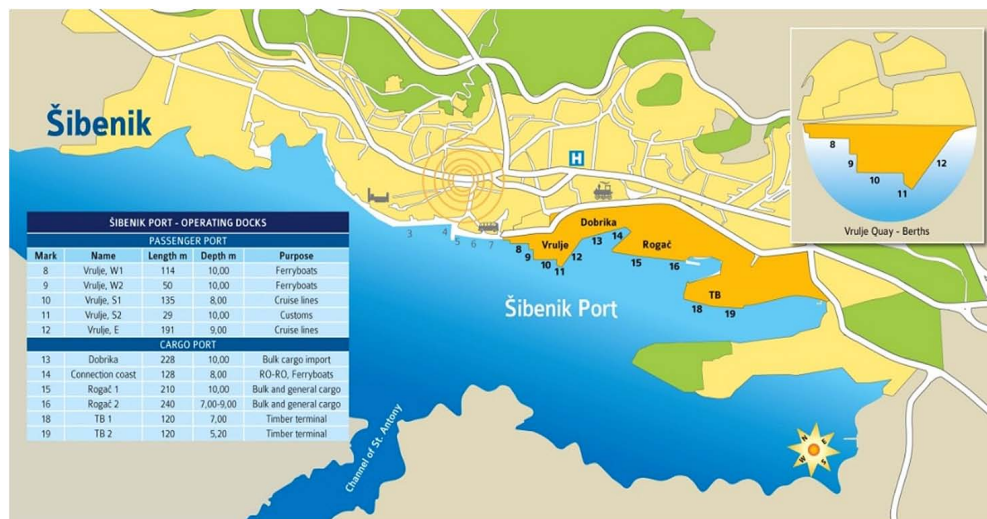 Šibenik
ŠIBENIK PORT - OPERATING DOCKS
PASSENGER PORT
Mark Name Length m Depth m Purpose
8 Vrulje, W1 114 10,00 Ferryboats
9 Vrulje, W2 50 10,00 Ferryboats
10 Vrulje, S1 135 8,00 Cruise lines
11 Vrulje, S2 29 10,00 Customs
12 Vrulje, E 191 9,00 Cruise lines
CARGO PORT
13 Dobrika 228 10,00 Bulk cargo import
14 Connection coast 128 8,00 RO-RO, Ferryboats
15 Rogač 1 210 10,00 Bulk and general cargo
16 Rogač 2 240 7,00-9,00 Bulk and general cargo
18 TB 1 120 7,00 Timber terminal
19 TB 2 120 5,20 Timber terminal
H
3
4
5
6
7
8
9
10
11
12
Vrulje
Dobrika
13
14
Rogač
15
16
TB
18
19
Šibenik Port
Channel of St. Antony
8
9
10
11
12
Vrulje Quay - Berths
N
E
S
W